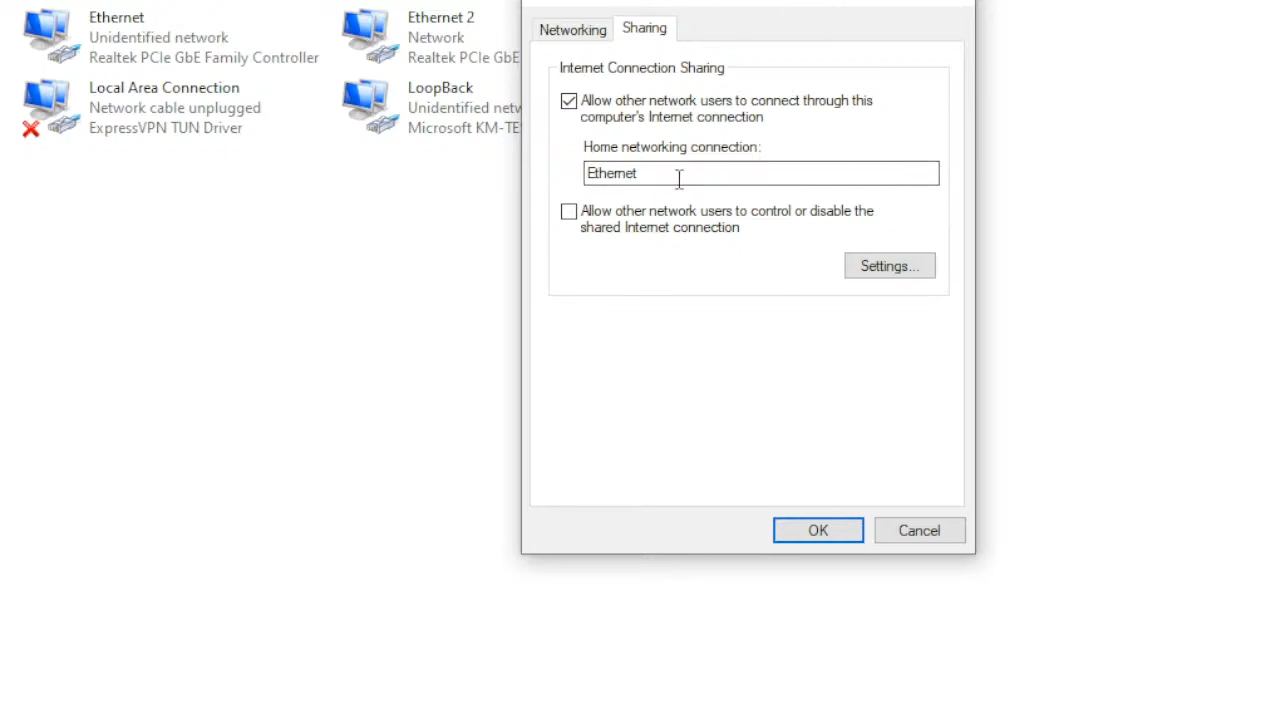 Ethernet
Unidentified network
Realtek PCIe GbE Family Controller
Ethernet 2
Network
Realtek PCIe GbE
Local Area Connection
Network cable unplugged
ExpressVPN TUN Driver
LoopBack
Unidentified netw
Microsoft KM-TE
Networking
Sharing
Internet Connection Sharing
Allow other network users to connect through this
computer's Internet connection
Home networking connection:
Ethernet
Allow other network users to control or disable the
shared Internet connection
Settings...
OK
Cancel